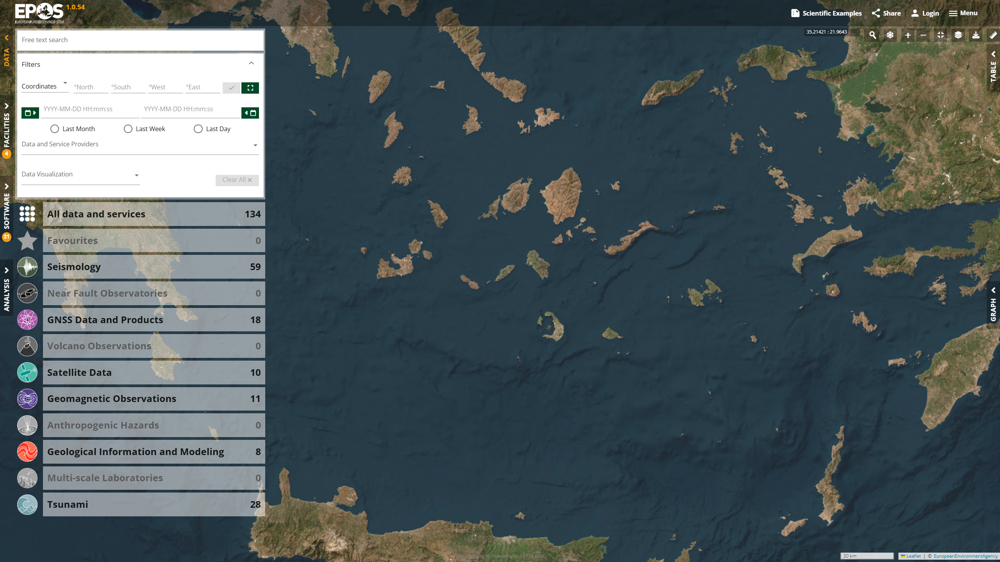 EPOS 1.0.54
EUROPEANPLATEOBSERVINGSYSTEM
Scientific Examples
Share
Login
Menu
35.21421 : 21.9643
DATA
FACILITIES
4
SOFTWARE
21
ANALYSIS
TABLE
GRAPH
Free text search
Filters
Coordinates °North °South °West °East
YYYY-MM-DD HH:mm:ss YYYY-MM-DD HH:mm:ss
Last Month Last Week Last Day
Data and Service Providers
Data Visualization
Clear All
All data and services 134
Favourites 0
Seismology 59
Near Fault Observatories 0
GNSS Data and Products 18
Volcano Observations 0
Satellite Data 10
Geomagnetic Observations 11
Anthropogenic Hazards 0
Geological Information and Modeling 8
Multi-scale Laboratories 0
Tsunami 28
This Platform is Powered By EPOS ERIC
30 km
Leaflet | © EuropeanEnvironmentAgency